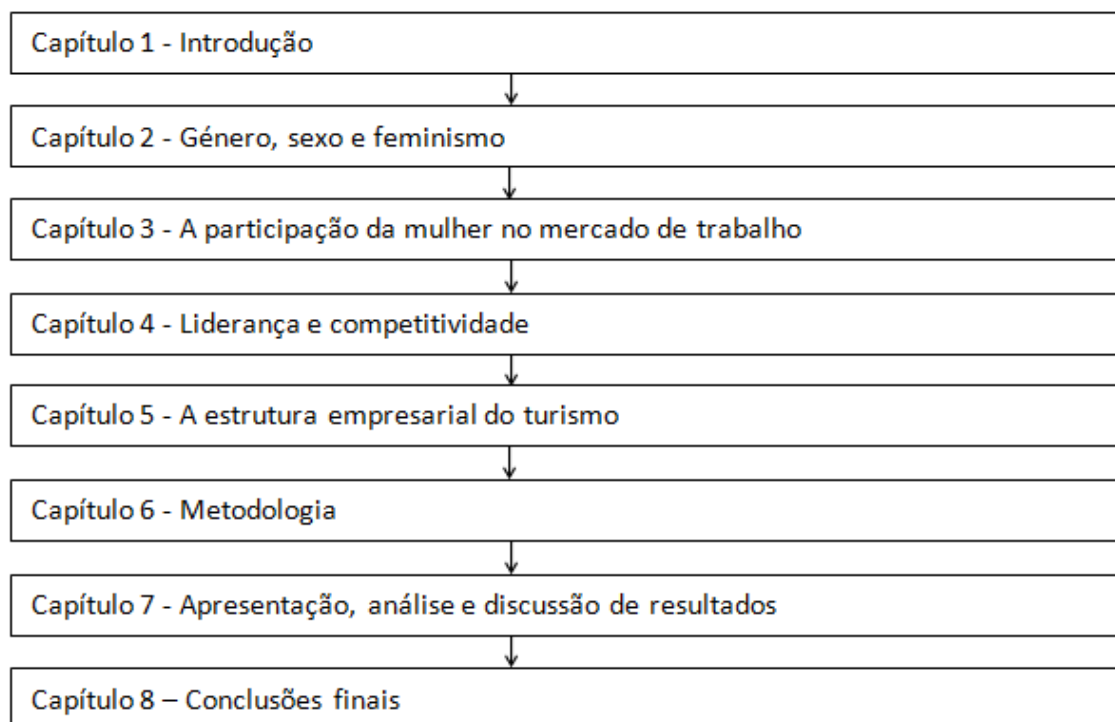 Capítulo 1 - Introdução
Capítulo 2 - Género, sexo e feminismo
Capítulo 3 - A participação da mulher no mercado de trabalho
Capítulo 4 - Liderança e competitividade
Capítulo 5 - A estrutura empresarial do turismo
Capítulo 6 - Metodologia
Capítulo 7 - Apresentação, análise e discussão de resultados
Capítulo 8 – Conclusões finais